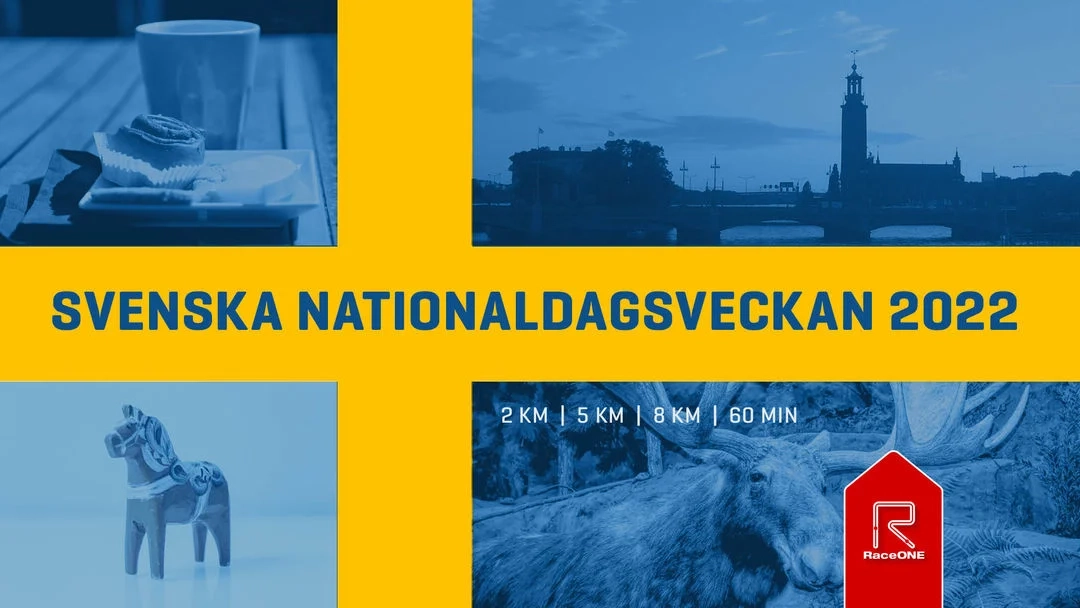 SVENSKA NATIONALDAGSVECKAN 2022
2 KM | 5 KM | 8 KM | 60 MIN
R
RaceONE